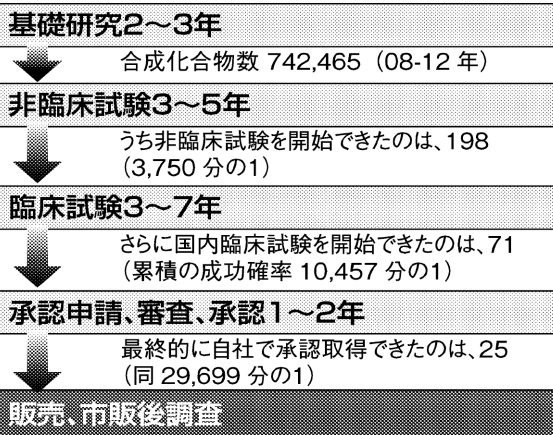 基礎研究2〜3年
合成化合物数 742,465（08-12 年）
非臨床試験3〜5年
うち非臨床試験を開始できたのは、198
（3,750 分の1）
臨床試験3〜7年
さらに国内臨床試験を開始できたのは、71
（累積の成功確率 10,457 分の1）
承認申請、審査、承認1〜2年
最終的に自社で承認取得できたのは、25
（同 29,699 分の1）
販売、市販後調査